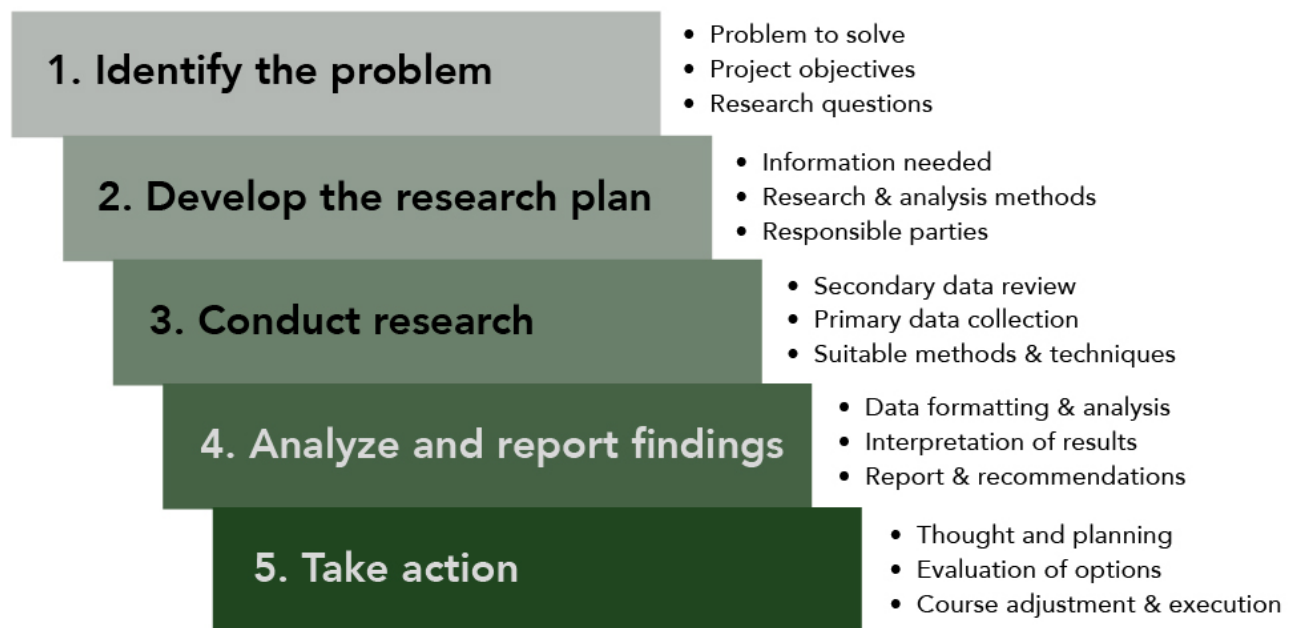 1. Identify the problem
• Problem to solve
• Project objectives
• Research questions
2. Develop the research plan
• Information needed
• Research & analysis methods
• Responsible parties
3. Conduct research
• Secondary data review
• Primary data collection
• Suitable methods & techniques
4. Analyze and report findings
• Data formatting & analysis
• Interpretation of results
• Report & recommendations
5. Take action
• Thought and planning
• Evaluation of options
• Course adjustment & execution